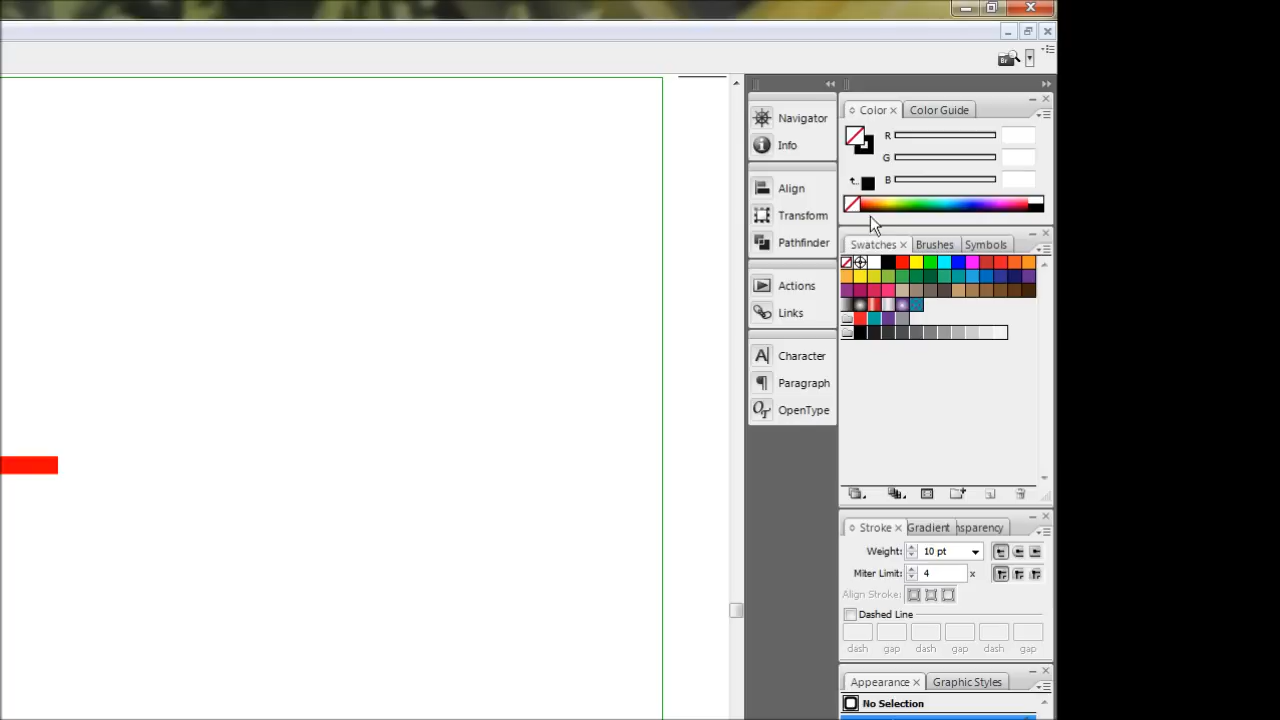 Br
Navigator
Info
Align
Transform
Pathfinder
Actions
Links
Character
Paragraph
OpenType
Color
Color Guide
R
G
B
Swatches
Brushes
Symbols
Stroke
Gradient
nsparency
Weight:
10 pt
Miter Limit:
4
x
Align Stroke:
Dashed Line
dash
gap
dash
gap
dash
gap
Appearance
Graphic Styles
No Selection